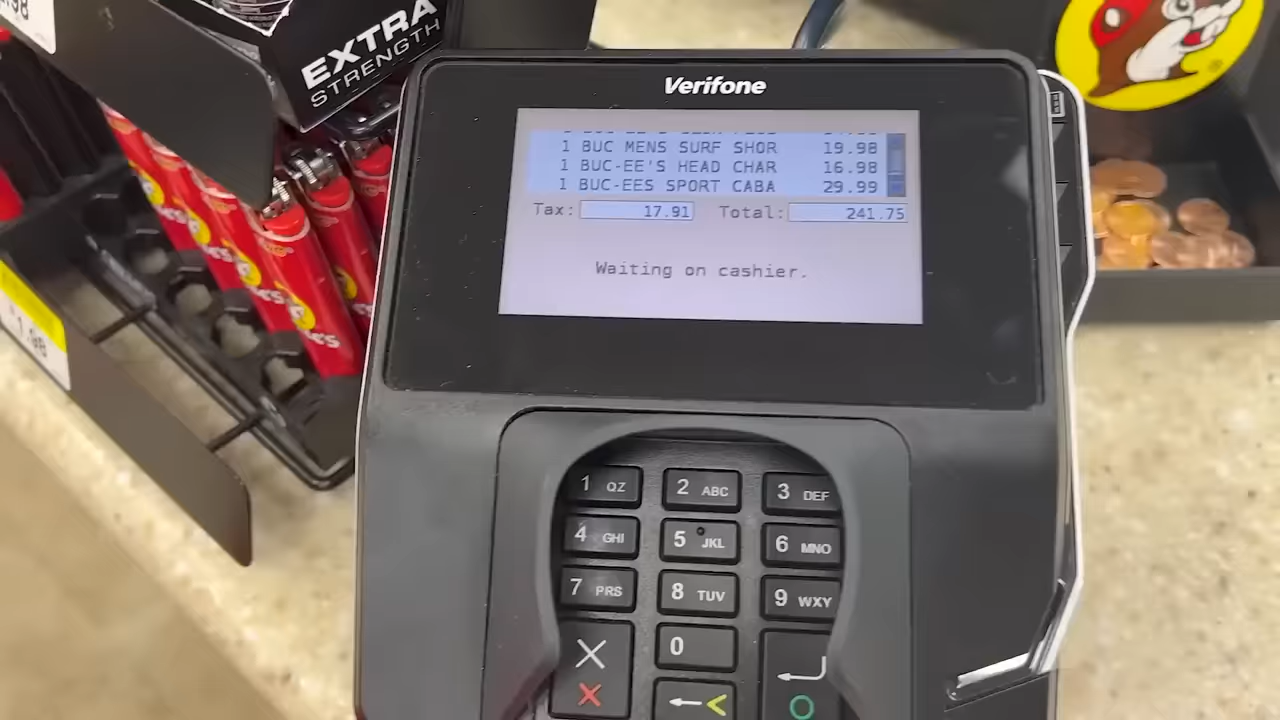 EXTRA
STRENGTH
Verifone
1 BUC MENS SURF SHOR 19.98
1 BUC-EE'S HEAD CHAR 16.98
1 BUC-EES SPORT CABA 29.99
Tax: 17.91 Total: 241.75
Waiting on cashier.
1 QZ 2 ABC 3 DEF
4 GHI 5 JKL 6 MNO
7 PRS 8 TUV 9 WXY
0